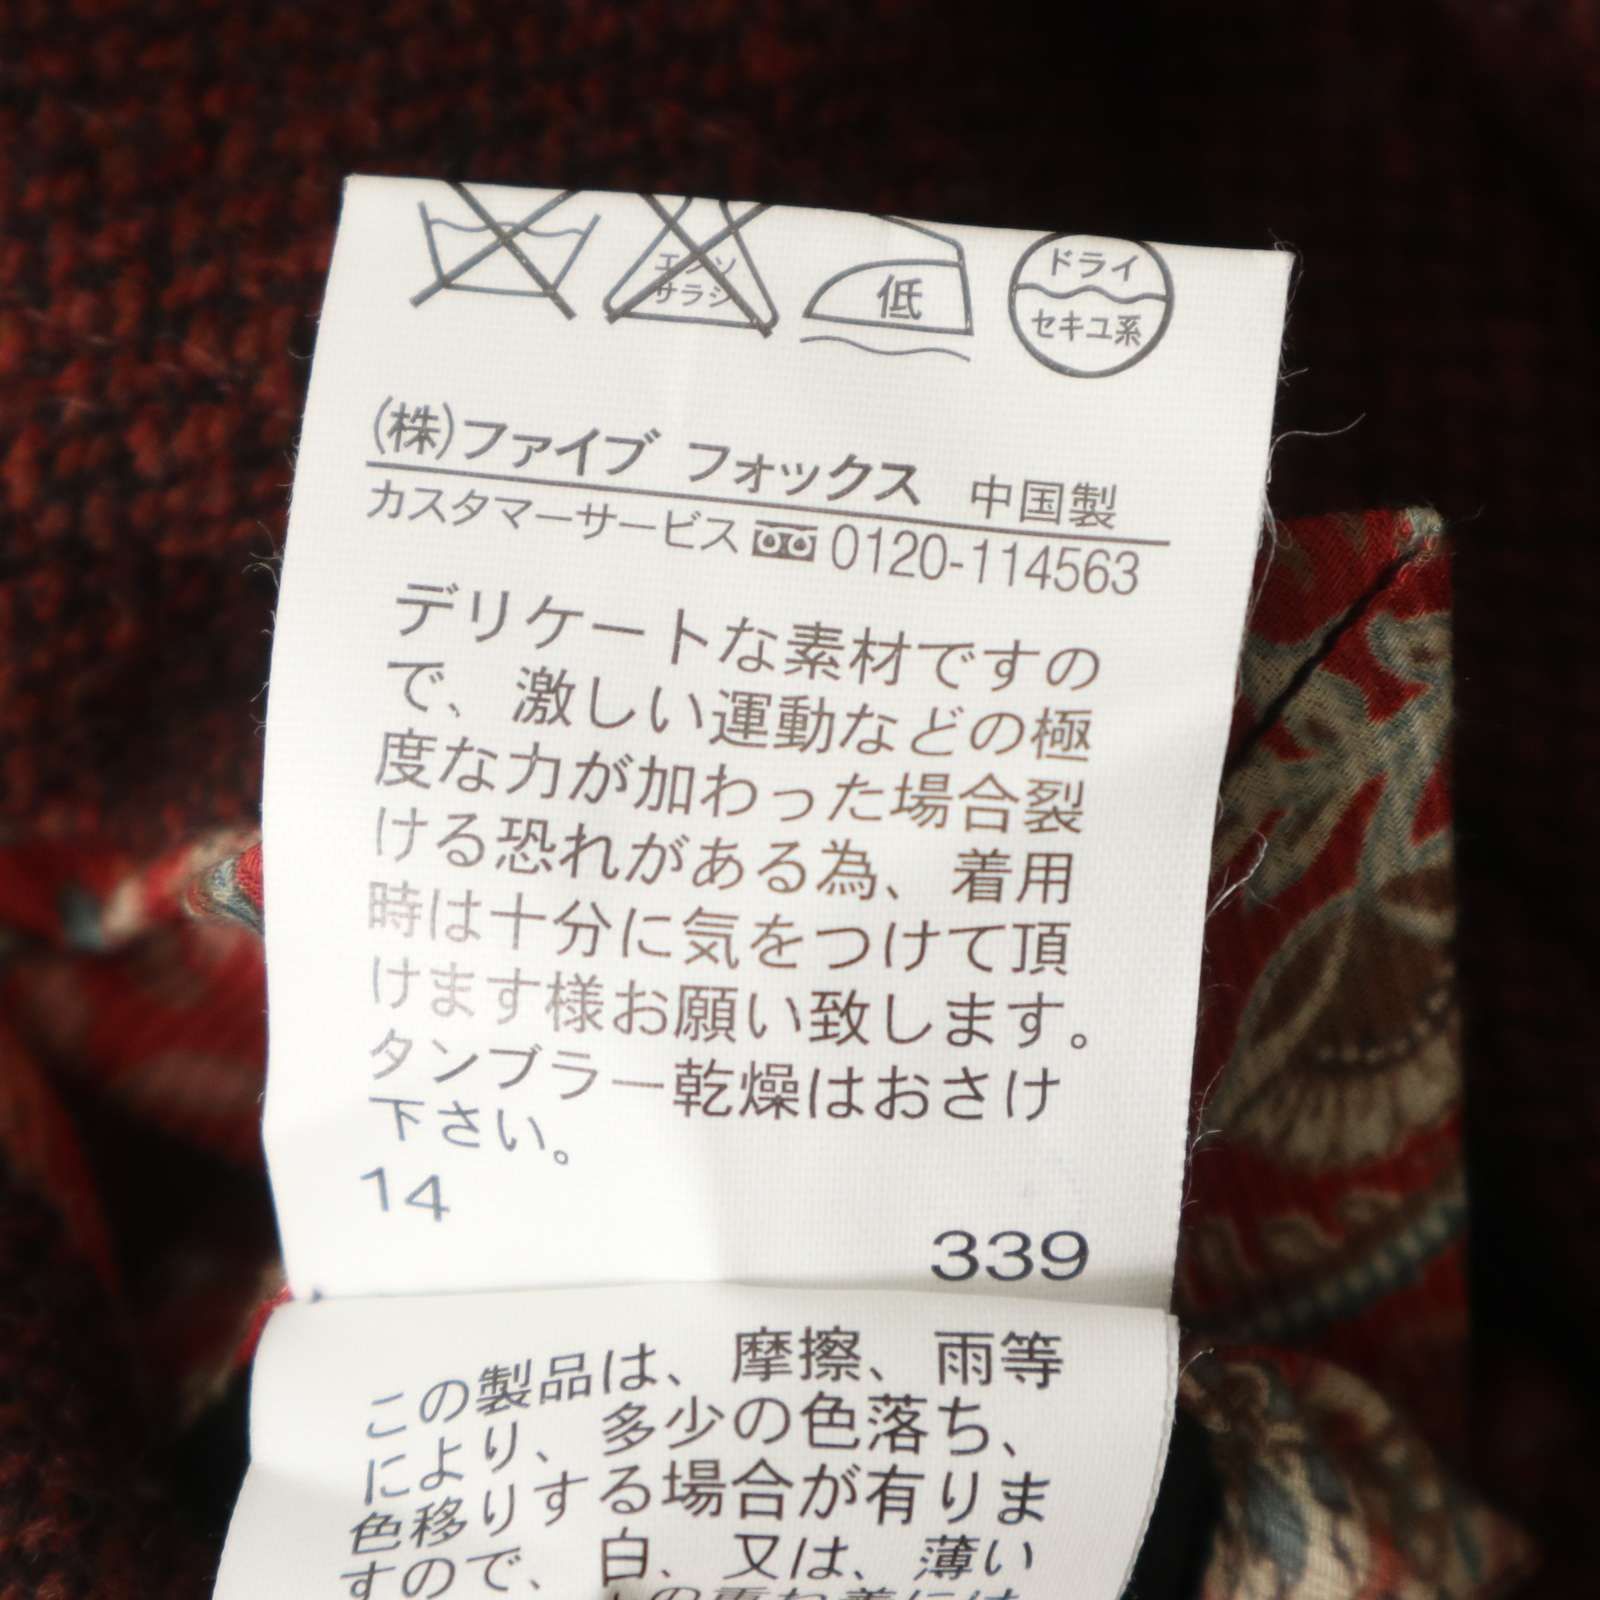 エンソ
サラシ
低
ドライ
セキユ系
(株)ファイブ フォックス 中国製
カスタマーサービス 0120-114563
デリケートな素材ですの
で、激しい運動などの極
度な力が加わった場合裂
ける恐れがある為、着用
時は十分に気をつけて頂
けます様お願い致します。
タンブラー乾燥はおさけ
下さい。
14
339
この製品は、摩擦、雨等
により、多少の色落ち、
色移りする場合が有りま
すので、白、又は、薄い